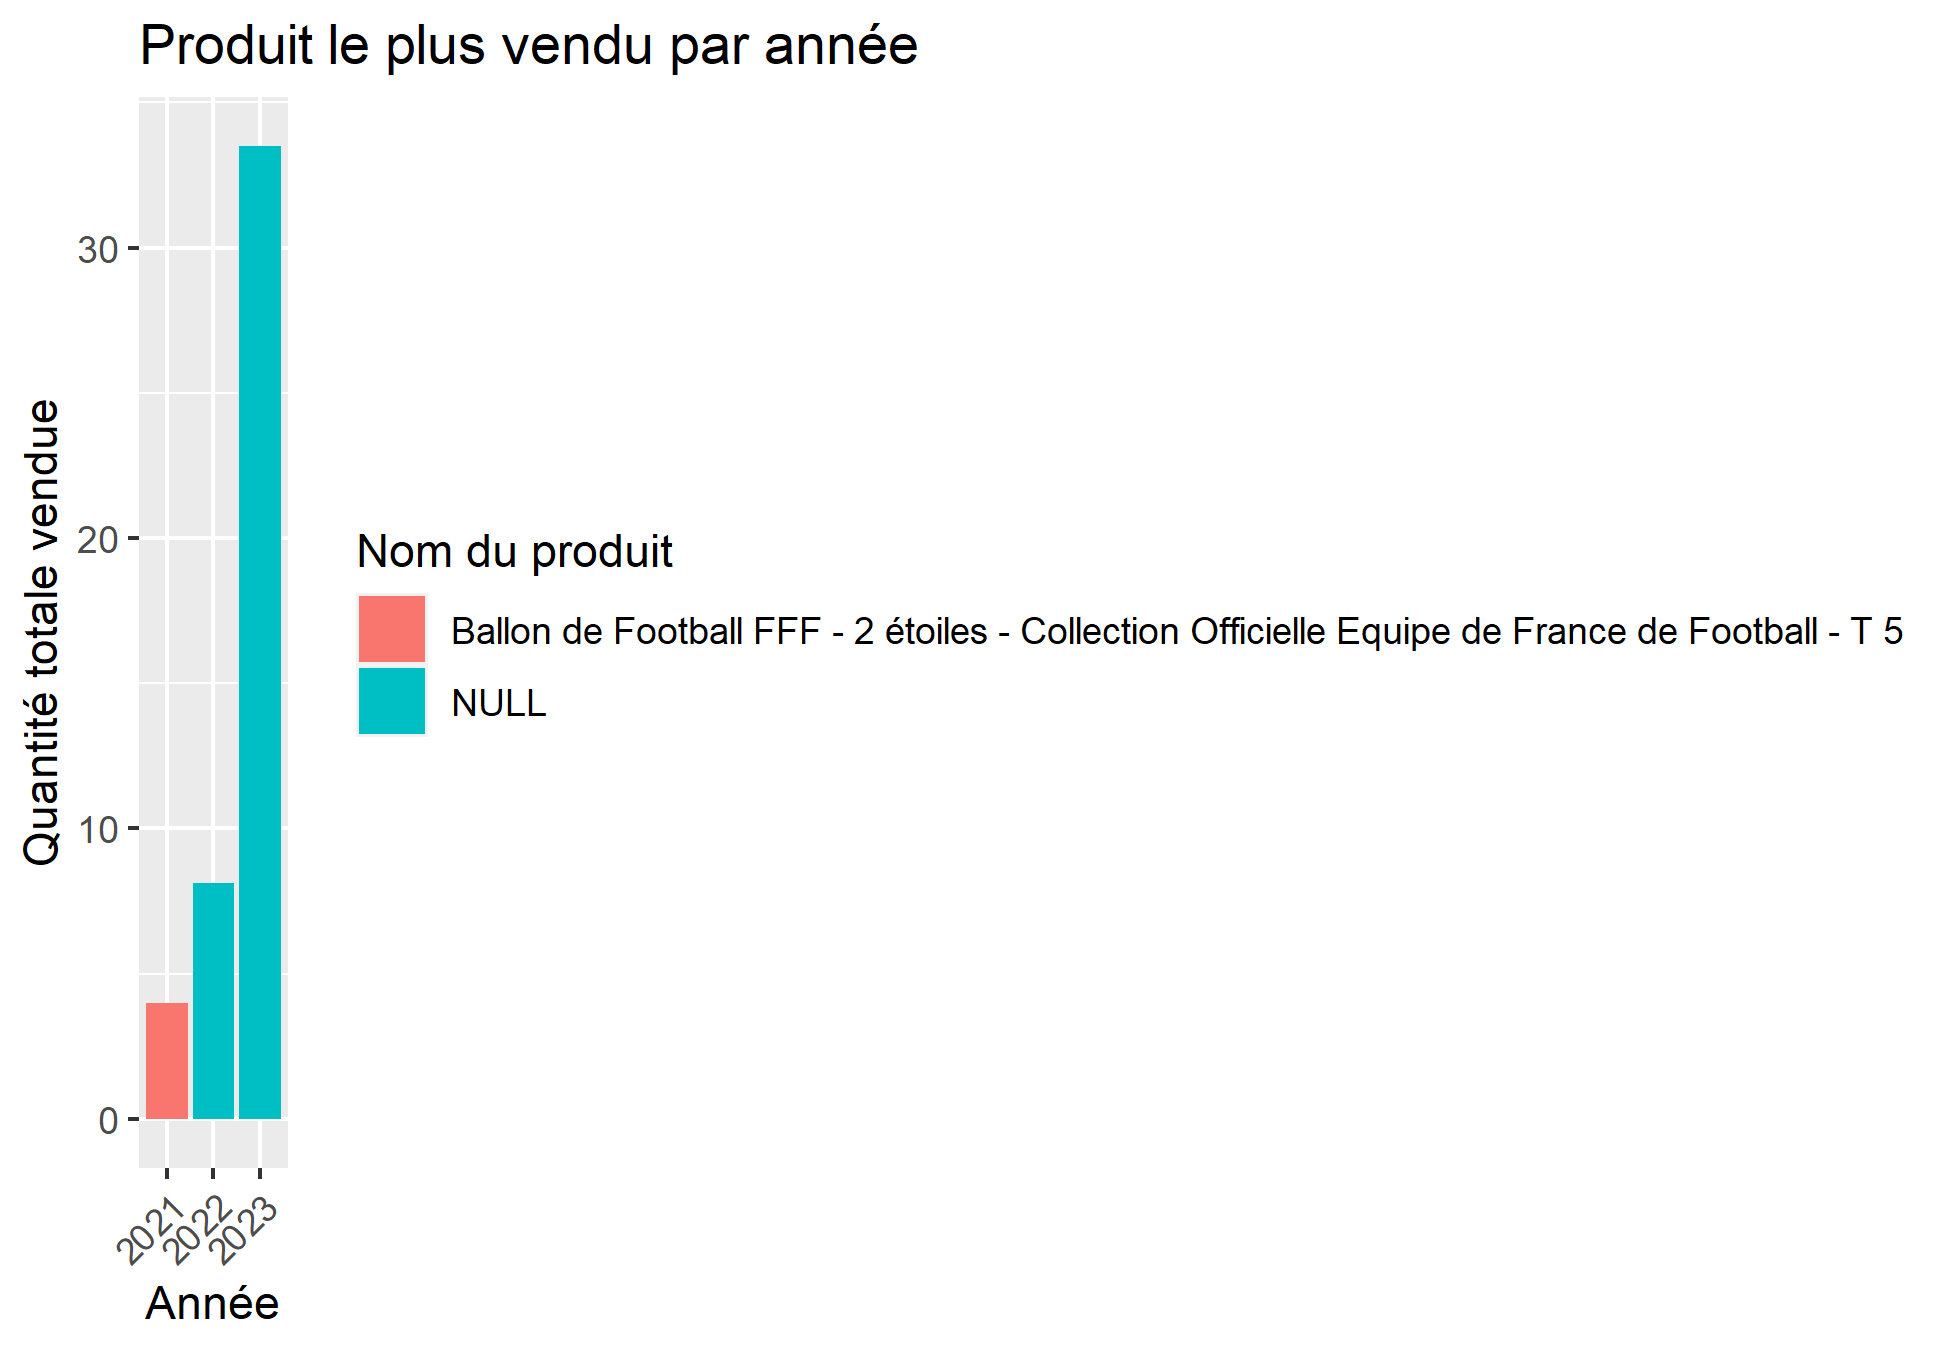 Produit le plus vendu par année
Quantité totale vendue
30
20
10
0
2021
2022
2023
Année
Nom du produit
Ballon de Football FFF - 2 étoiles - Collection Officielle Equipe de France de Football - T 5
NULL